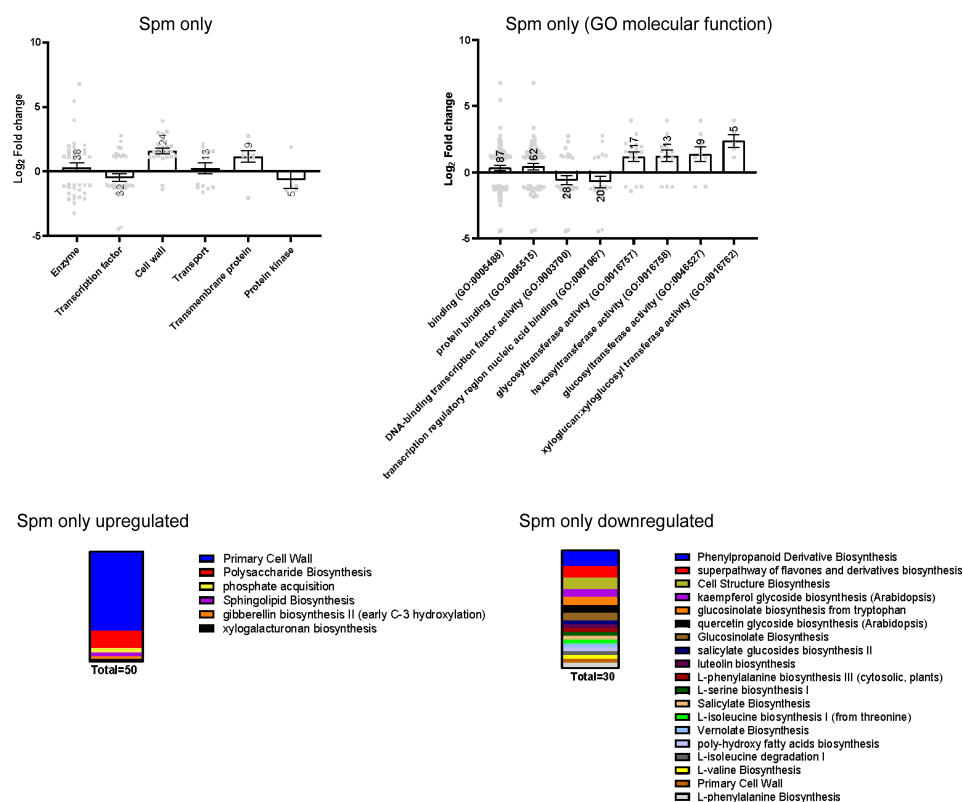 Spm only
10
5
0
-5
Log2 Fold change
38
32
24
13
9
5
Enzyme
Transcription factor
Cell wall
Transport
Transmembrane protein
Protein kinase
Spm only (GO molecular function)
10
5
0
-5
Log2 Fold change
87
62
28
20
17
13
9
5
binding (GO:0005488)
protein binding (GO:0005515)
DNA-binding transcription factor activity (GO:0003700)
transcription regulatory region nucleic acid binding (GO:0001067)
glycosyltransferase activity (GO:0016757)
hexosyltransferase activity (GO:0016758)
glucosyltransferase activity (GO:0046527)
xyloglucan:xyloglucosyl transferase activity (GO:0016762)
Spm only upregulated
Total=50
Primary Cell Wall
Polysaccharide Biosynthesis
phosphate acquisition
Sphingolipid Biosynthesis
gibberellin biosynthesis II (early C-3 hydroxylation)
xylogalacturonan biosynthesis
Spm only downregulated
Total=30
Phenylpropanoid Derivative Biosynthesis
superpathway of flavones and derivatives biosynthesis
Cell Structure Biosynthesis
kaempferol glycoside biosynthesis (Arabidopsis)
glucosinolate biosynthesis from tryptophan
quercetin glycoside biosynthesis (Arabidopsis)
Glucosinolate Biosynthesis
salicylate glucosides biosynthesis II
luteolin biosynthesis
L-phenylalanine biosynthesis III (cytosolic, plants)
L-serine biosynthesis I
Salicylate Biosynthesis
L-isoleucine biosynthesis I (from threonine)
Vernolate Biosynthesis
poly-hydroxy fatty acids biosynthesis
L-isoleucine degradation I
L-valine Biosynthesis
Primary Cell Wall
L-phenylalanine Biosynthesis